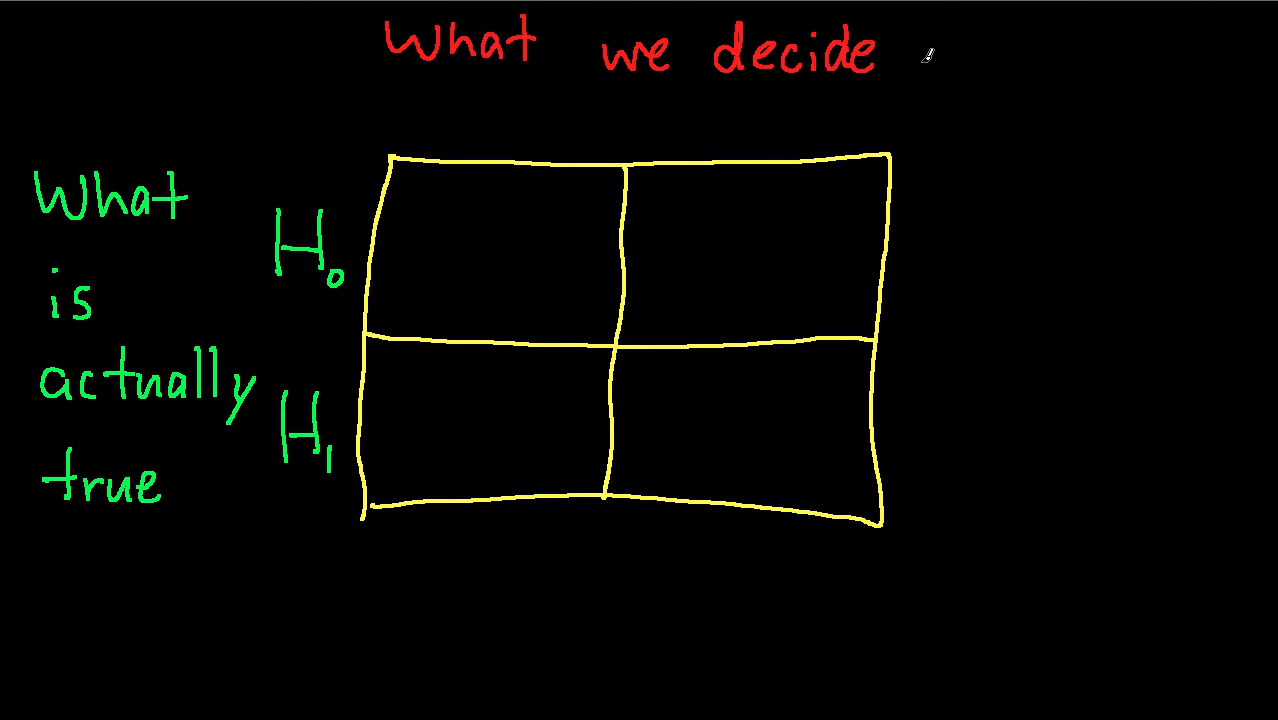 What we decide
What
is
actually
true
H₀
H₁